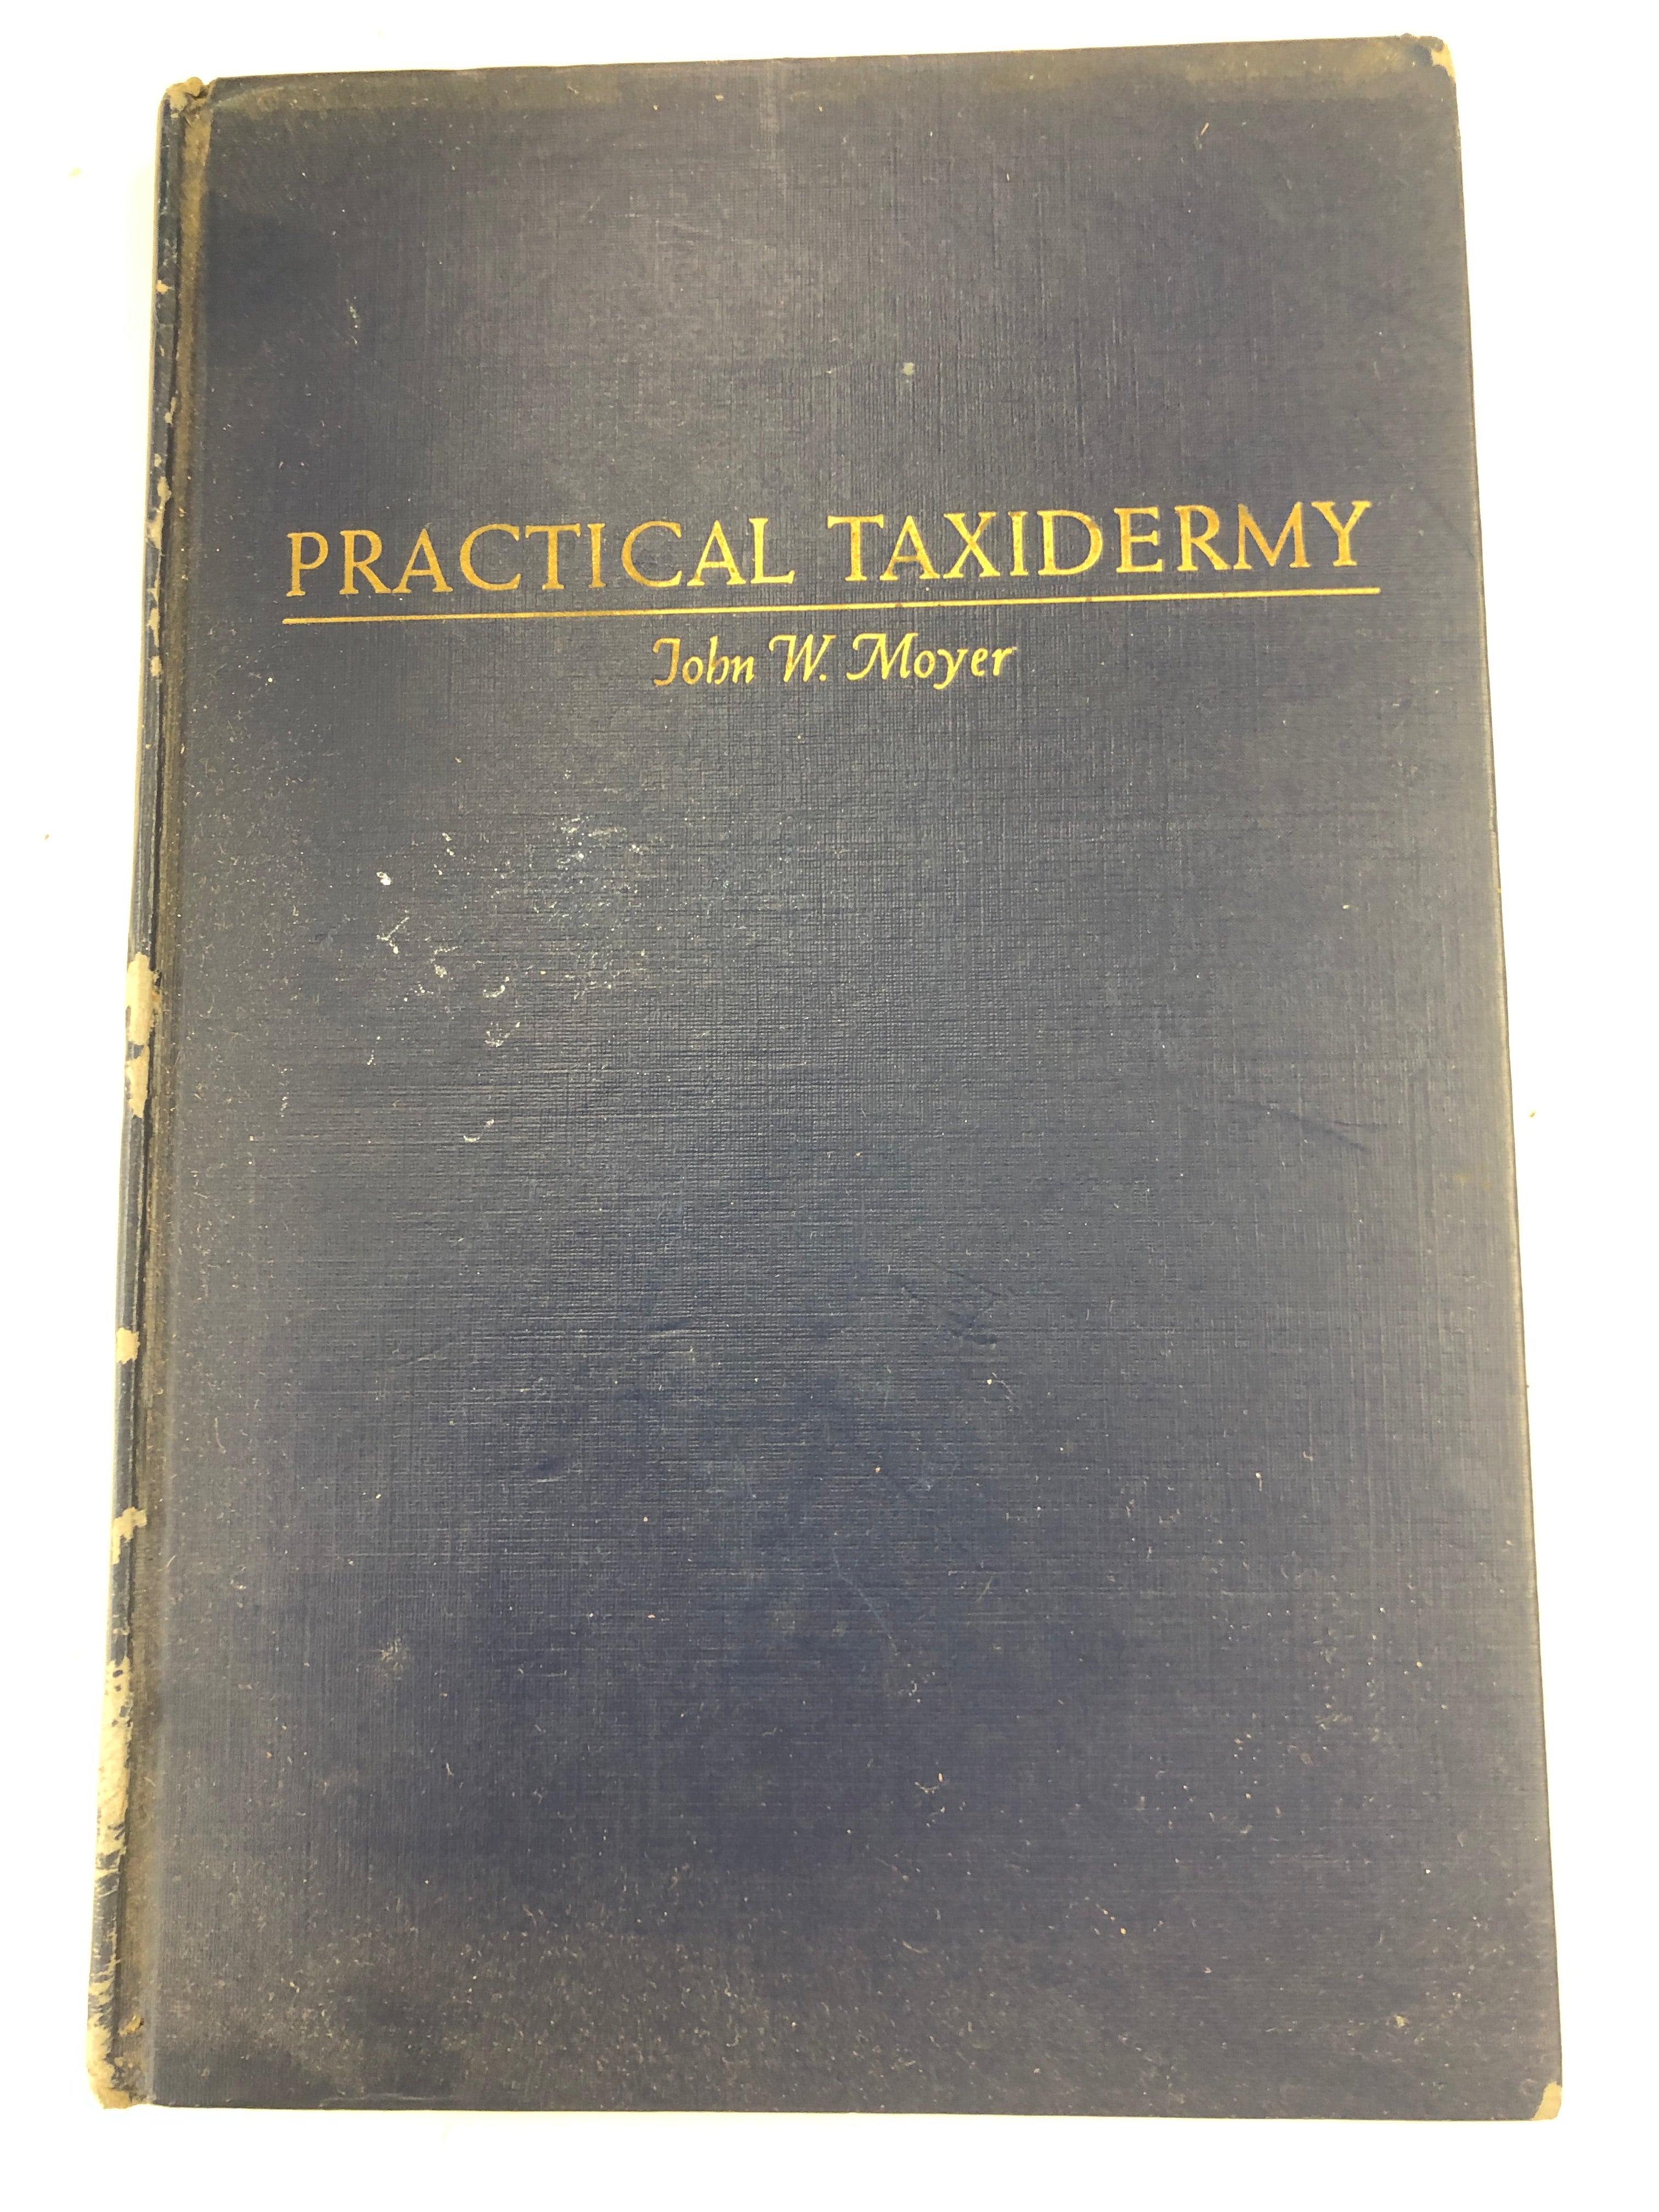 PRACTICAL TAXIDERMY
John W. Moyer